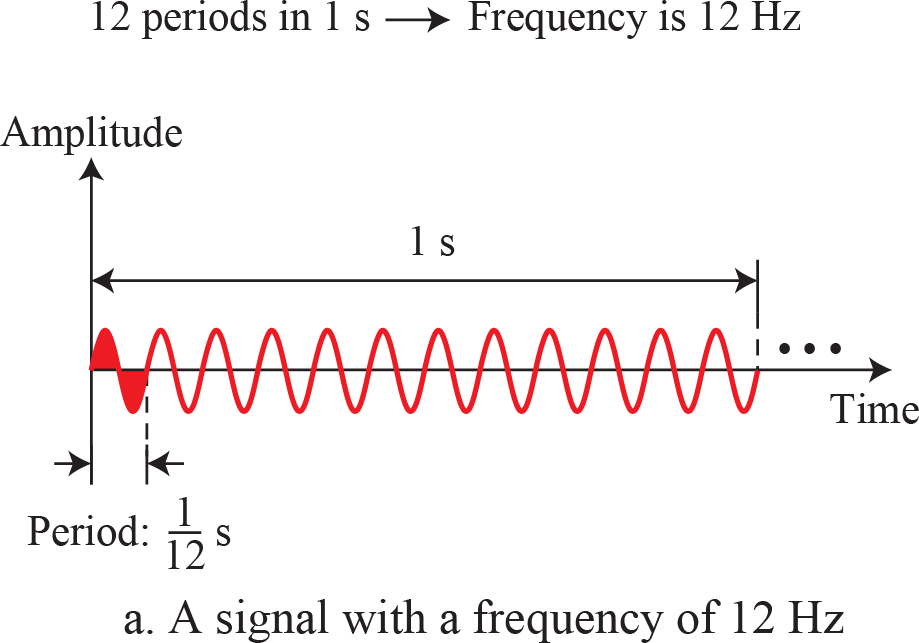 12 periods in 1 s ⟶ Frequency is 12 Hz
Amplitude
1 s
• • •
Time
Period: 1/12 s
a. A signal with a frequency of 12 Hz